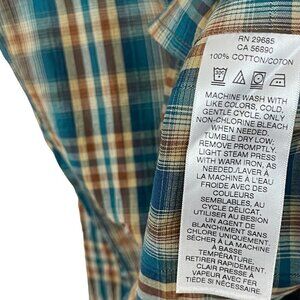 RN 29685
CA 56890
100% COTTON/COTON
MACHINE WASH WITH
LIKE COLORS, COLD,
GENTLE CYCLE. ONLY
NON-CHLORINE BLEACH
WHEN NEEDED.
TUMBLE DRY LOW;
REMOVE PROMPTLY.
LIGHT STEAM PRESS
WITH WARM IRON, AS
NEEDED./LAVER À
LA MACHINE À L'EAU
FROIDE AVEC DES
COULEURS
SEMBLABLES, AU
CYCLE DÉLICAT.
UTILISER AU BESOIN
UN AGENT
BLANCHIMENT SANS
CHLORE UNIQUEMENT.
SÉCHER À LA MACHINE
À BASSE
TEMPÉRATURE;
RETIRER RAPIDEMENT.
CLAIR PRESSER À
VAPEUR AVEC FER
TIÈDE SI NÉCESSAIRE.